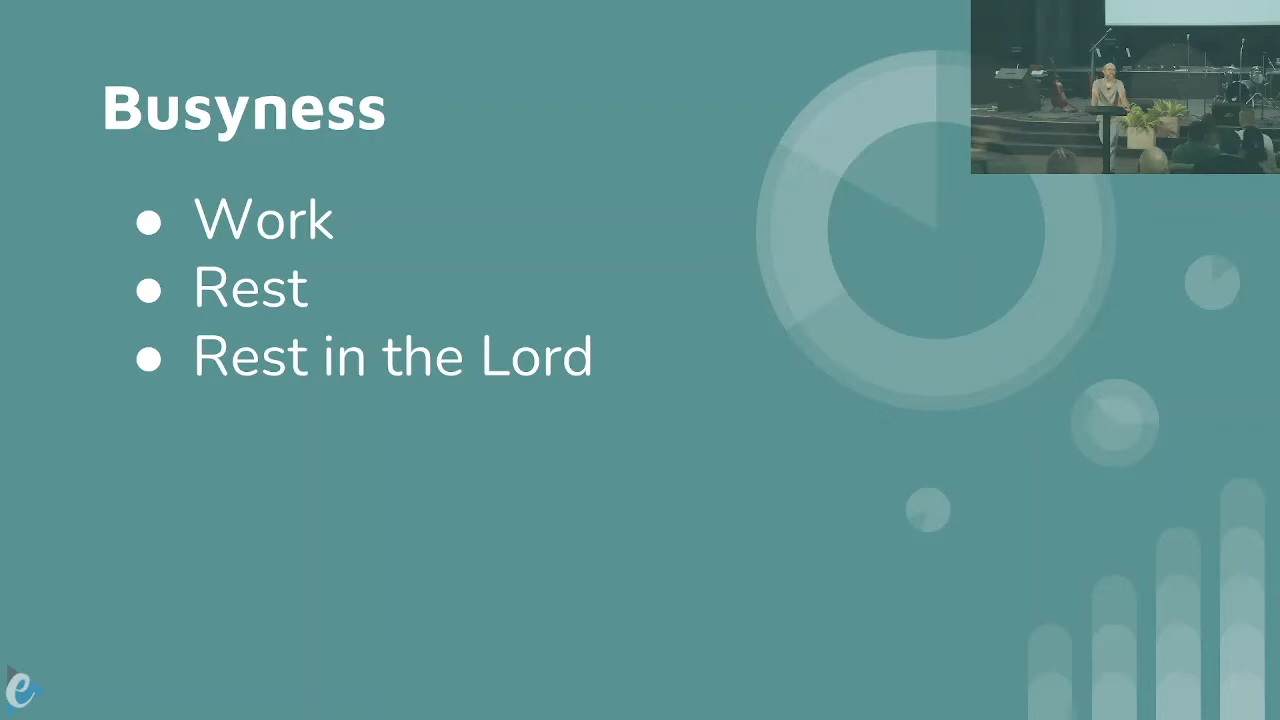 Busyness
● Work
● Rest
● Rest in the Lord
e